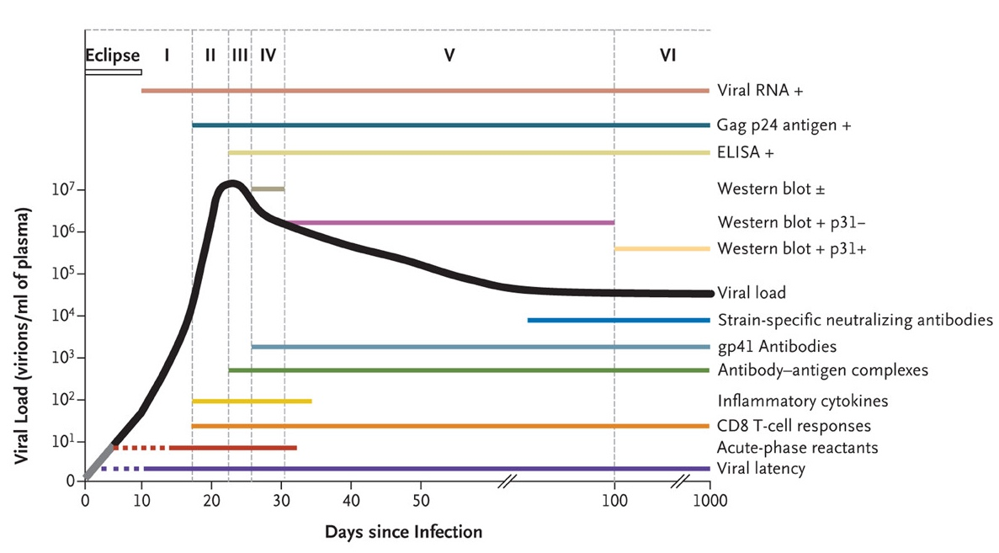 Eclipse I II III IV V VI
Viral RNA +
Gag p24 antigen +
ELISA +
10⁷ Western blot ±
Western blot + p31–
10⁶
Western blot + p31+
10⁵
Viral load
10⁴
Strain-specific neutralizing antibodies
gp41 Antibodies
10³
Antibody–antigen complexes
10²
Inflammatory cytokines
CD8 T-cell responses
10¹
Acute-phase reactants
Viral latency
0
Viral Load (virions/ml of plasma)
0 10 20 30 40 50 100 1000
Days since Infection